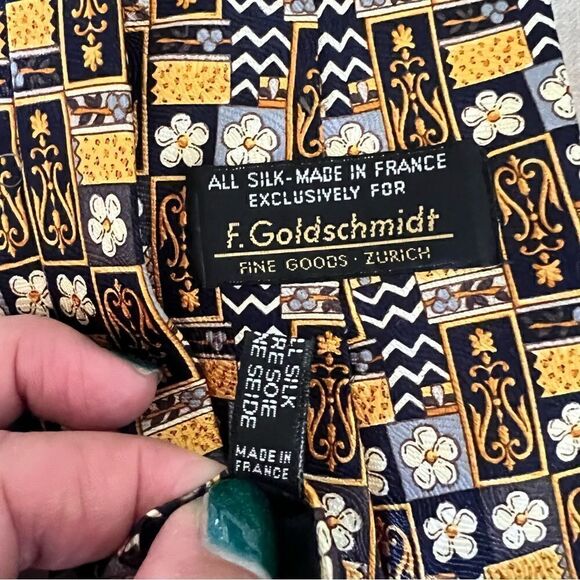 ALL SILK-MADE IN FRANCE
EXCLUSIVELY FOR
F. Goldschmidt
FINE GOODS · ZURICH
SILK
SOIE
SEIDE
MADE IN
FRANCE